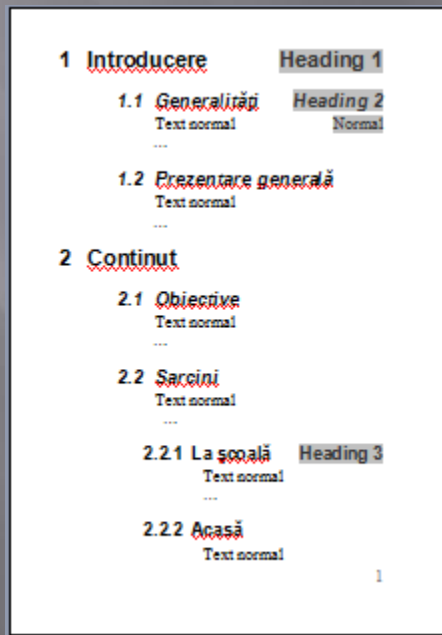 1 Introducere Heading 1
1.1 Generalități Heading 2
Text normal Normal
...
1.2 Prezentare generală
Text normal
...
2 Continut
2.1 Obiective
Text normal
...
2.2 Sarcini
Text normal
...
2.2.1 La școală Heading 3
Text normal
...
2.2.2 Acasă
Text normal
1